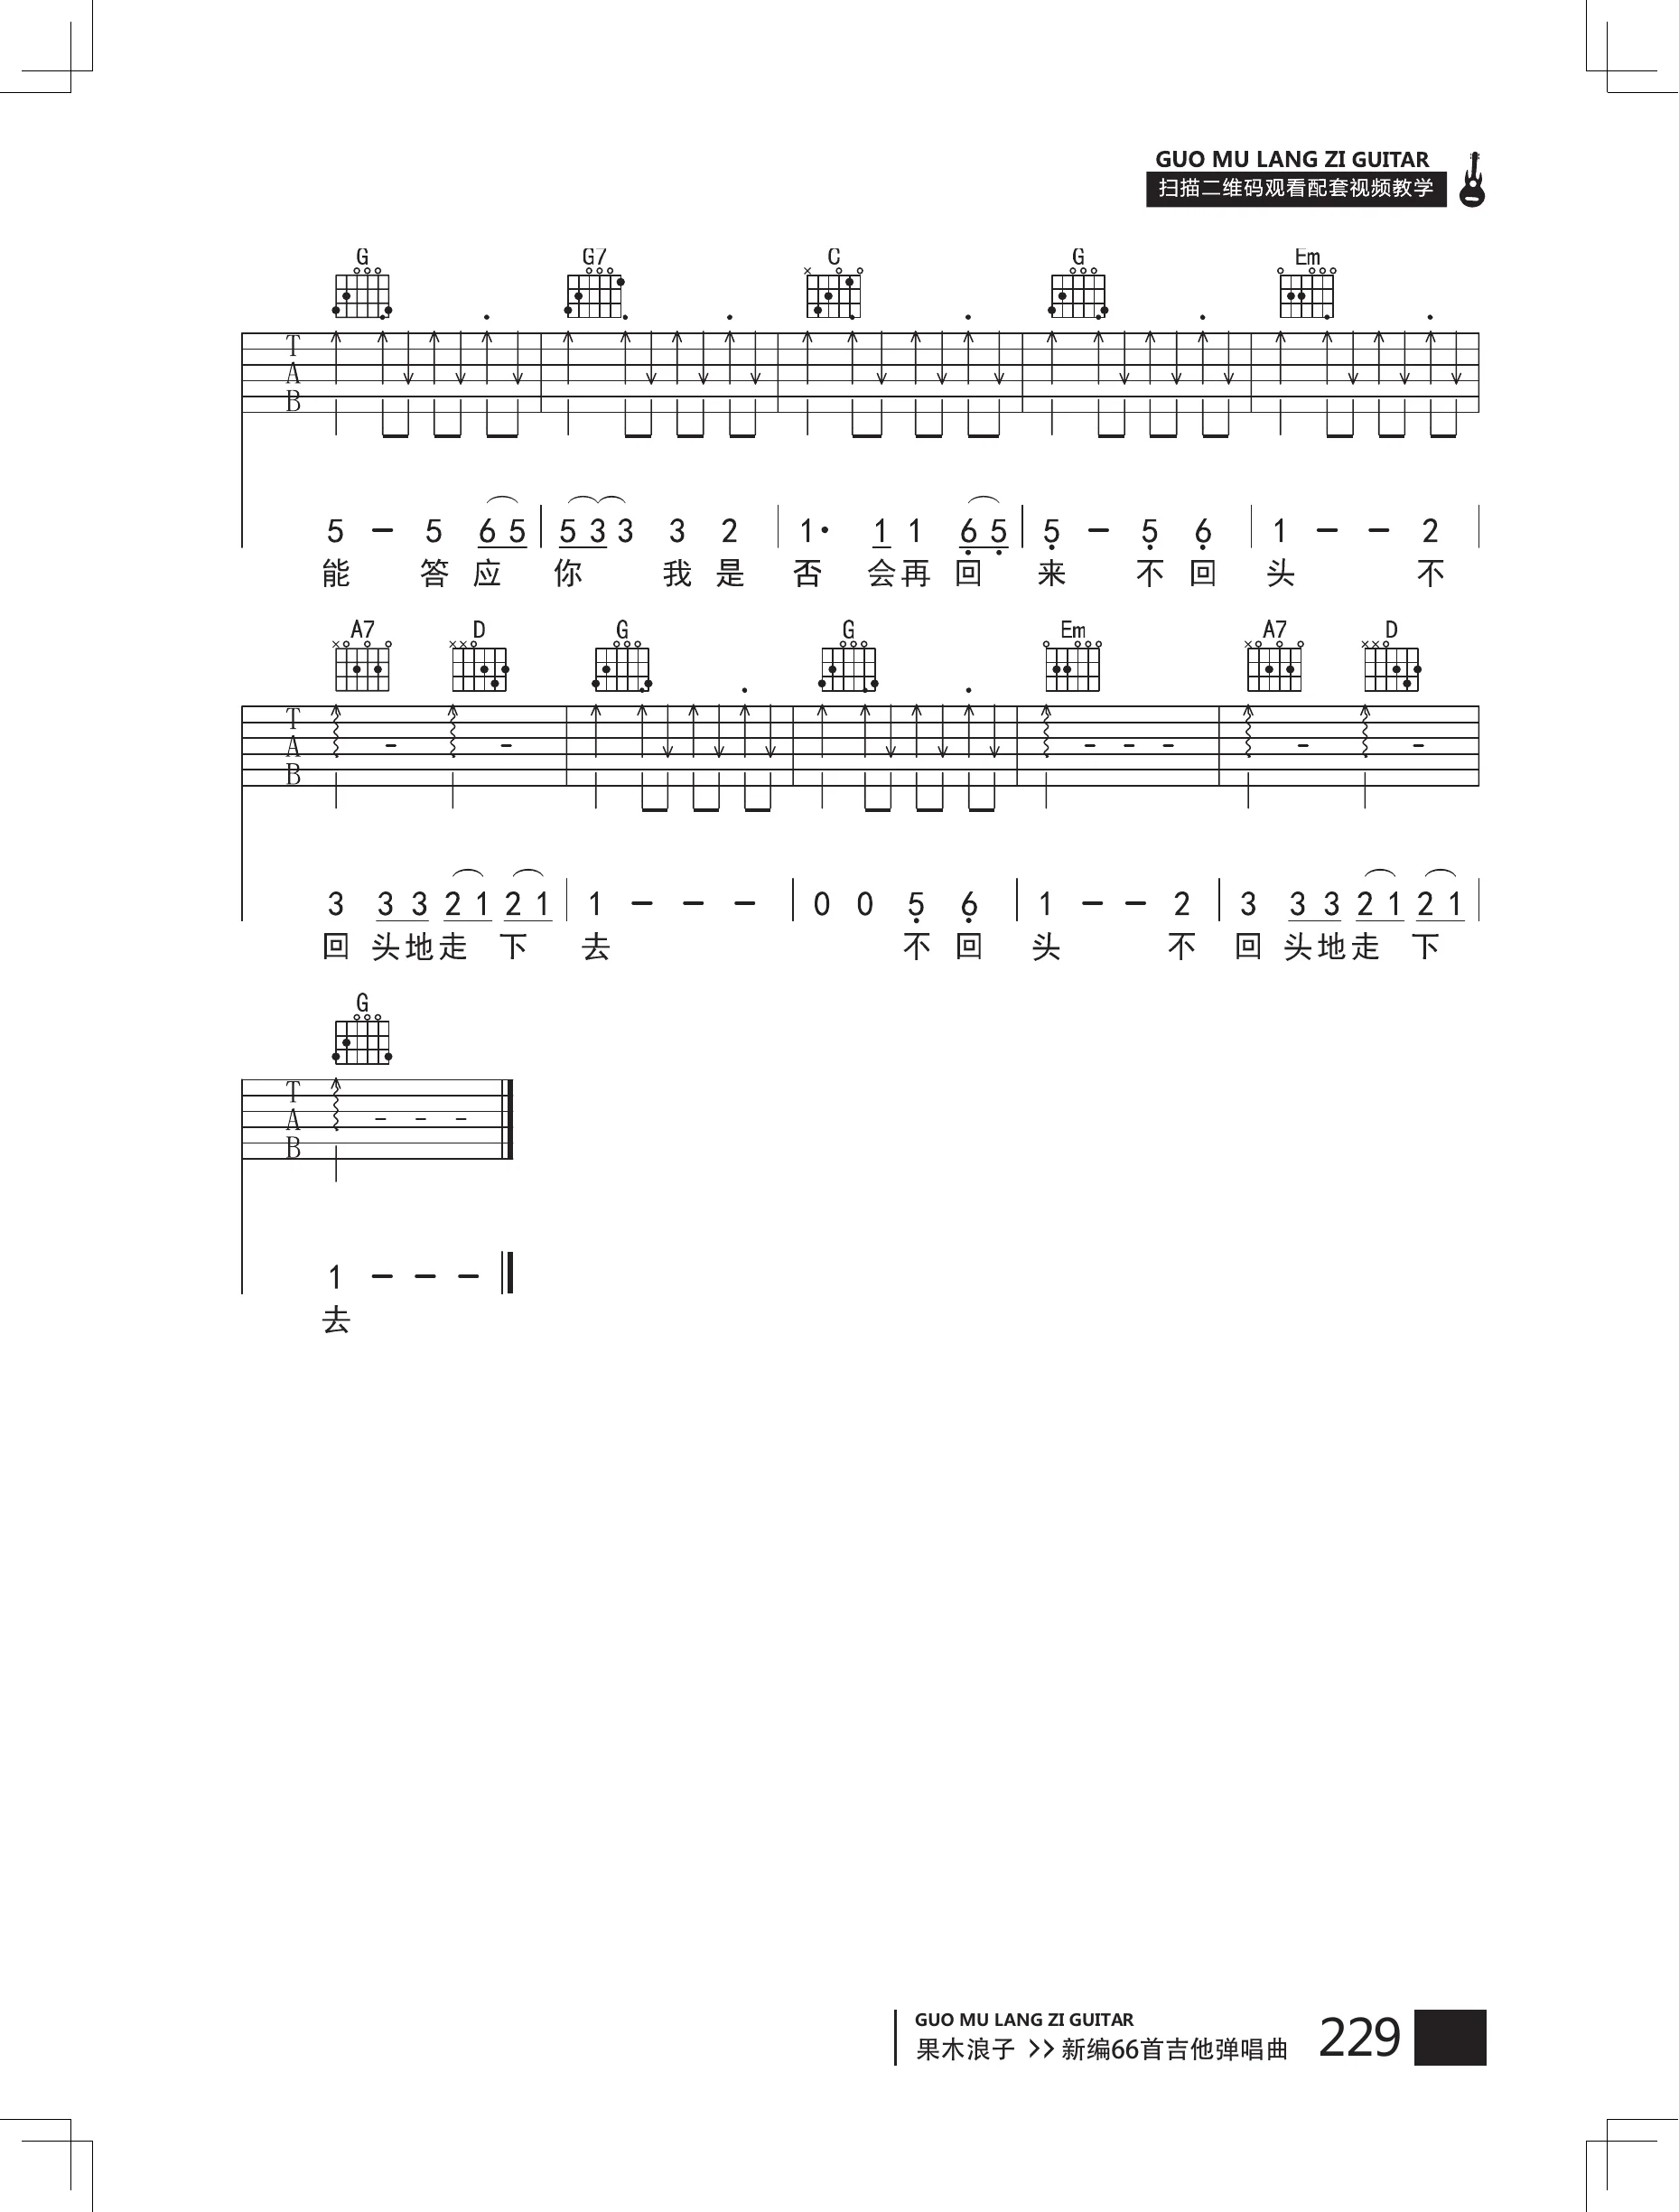 GUO MU LANG ZI GUITAR
扫描二维码观看配套视频教学
G G7 C G Em
T
A
B
5 - 5 6 5 5 3 3 3 2 1· 1 1 6 5 5 - 5 6 1 - - 2
能 答 应 你 我 是 否 会 再 回 来 不 回 头 不
A7 D G G Em A7 D
T
A
B
3 3 3 2 1 2 1 1 - - - 0 0 5 6 1 - - 2 3 3 3 2 1 2 1
回 头 地 走 下 去 不 回 头 不 回 头 地 走 下
G
T
A
B
1 - - -
去
GUO MU LANG ZI GUITAR
果木浪子 >> 新编66首吉他弹唱曲
229